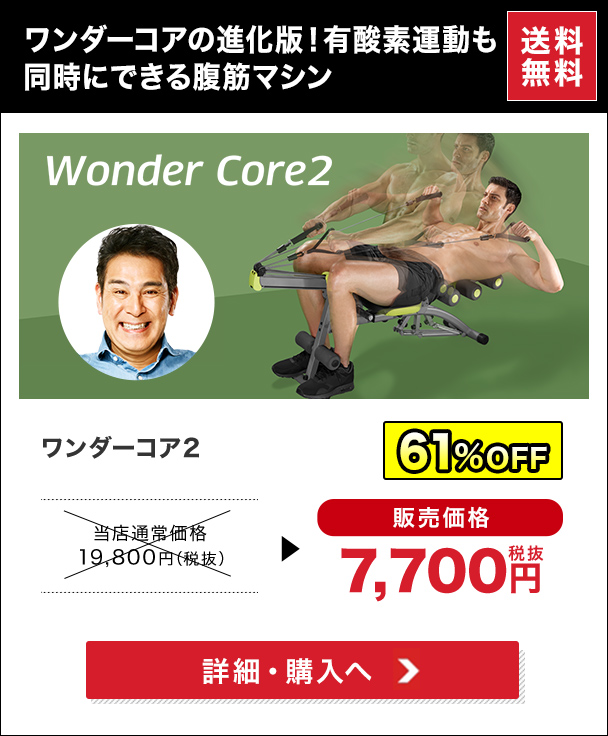 ワンダーコアの進化版！有酸素運動も
同時にできる腹筋マシン
送料
無料
Wonder Core2
ワンダーコア2
61%OFF
当店通常価格
19,800円（税抜）
販売価格
7,700円 税抜
詳細・購入へ